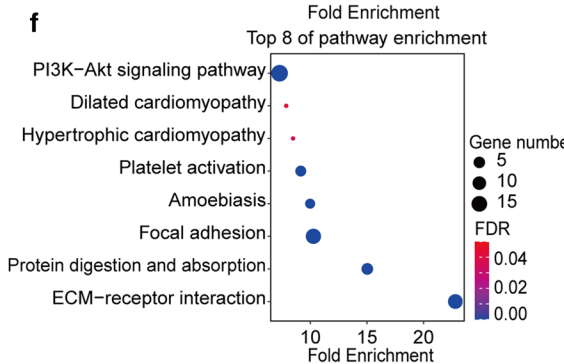 f
Fold Enrichment
Top 8 of pathway enrichment
PI3K−Akt signaling pathway
Dilated cardiomyopathy
Hypertrophic cardiomyopathy
Platelet activation
Amoebiasis
Focal adhesion
Protein digestion and absorption
ECM−receptor interaction
10 15 20
Fold Enrichment
Gene numbe
5
10
15
FDR
0.04
0.02
0.00